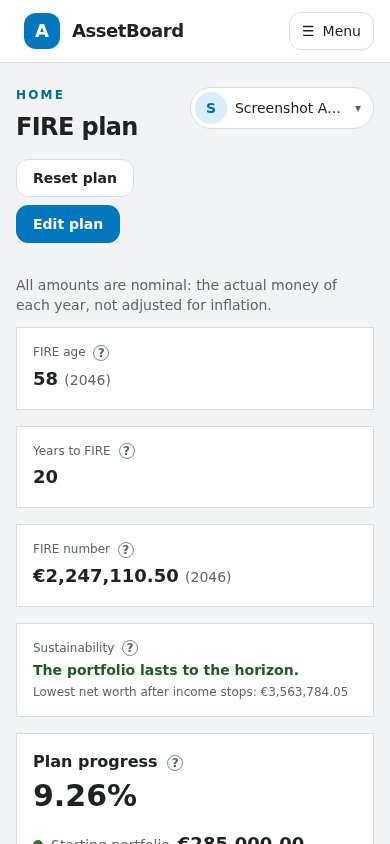 A AssetBoard
☰ Menu
HOME
FIRE plan
S Screenshot A... ▾
Reset plan
Edit plan
All amounts are nominal: the actual money of
each year, not adjusted for inflation.
FIRE age ?
58 (2046)
Years to FIRE ?
20
FIRE number ?
€2,247,110.50 (2046)
Sustainability ?
The portfolio lasts to the horizon.
Lowest net worth after income stops: €3,563,784.05
Plan progress ?
9.26%
Starting portfolio €285,000.00